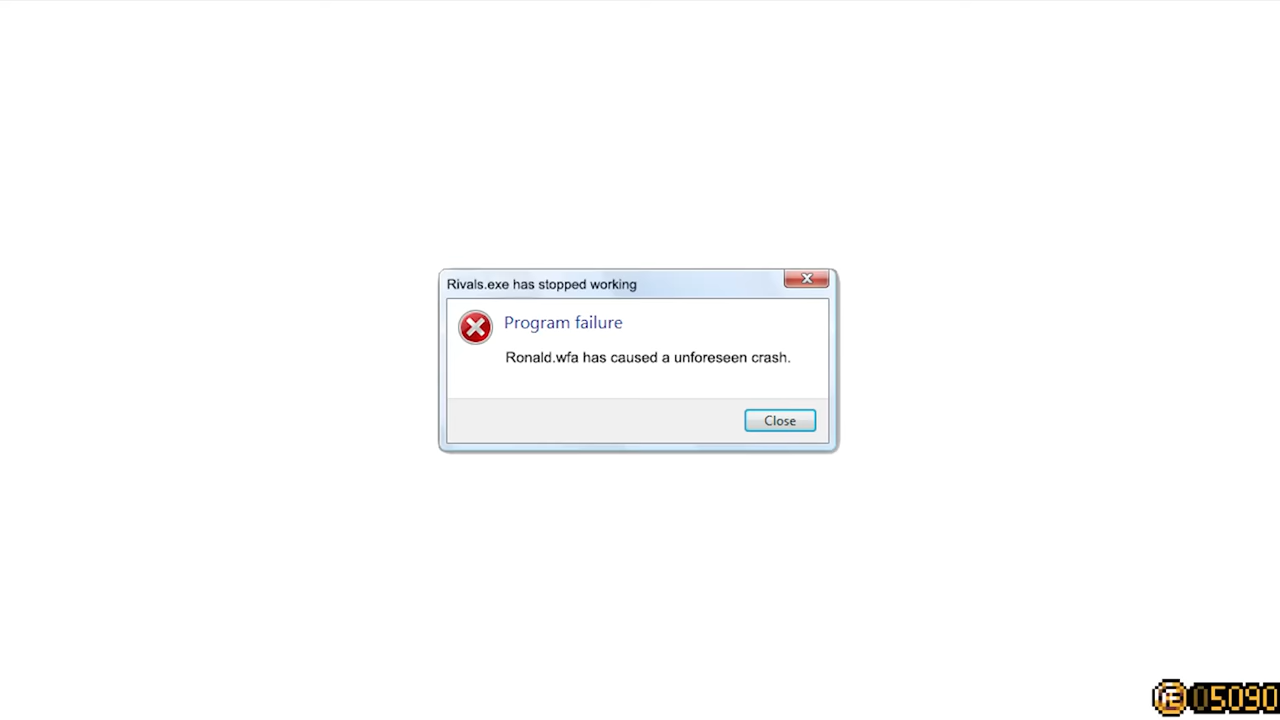 Rivals.exe has stopped working
Program failure
Ronald.wfa has caused a unforeseen crash.
Close
05090